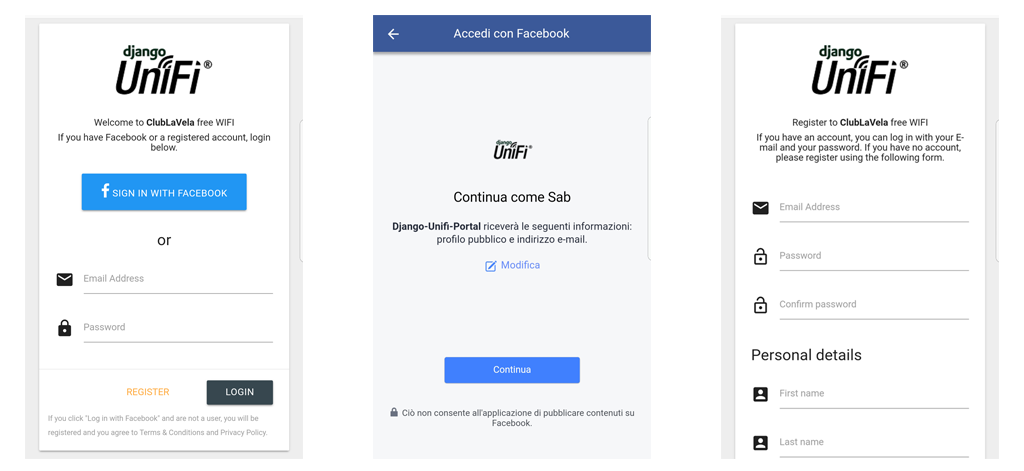 django
UniFi®
Welcome to ClubLaVela free WIFI
If you have Facebook or a registered account, login
below.
SIGN IN WITH FACEBOOK
or
Email Address
Password
REGISTER
LOGIN
If you click "Log in with Facebook" and are not a user, you will be
registered and you agree to Terms & Conditions and Privacy Policy.
Accedi con Facebook
django
UniFi®
Continua come Sab
Django-Unifi-Portal riceverà le seguenti informazioni:
profilo pubblico e indirizzo e-mail.
Modifica
Continua
Ciò non consente all'applicazione di pubblicare contenuti su
Facebook.
django
UniFi®
Register to ClubLaVela free WIFI
If you have an account, you can log in with your E-
mail and your password. If you have no account,
please register using the following form.
Email Address
Password
Confirm password
Personal details
First name
Last name